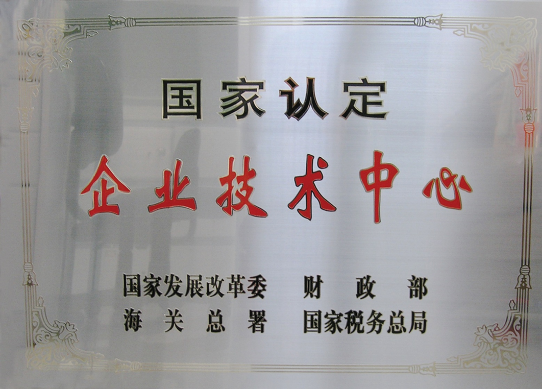 国家认定
企业技术中心
国家发展改革委 财政部
海关总署 国家税务总局